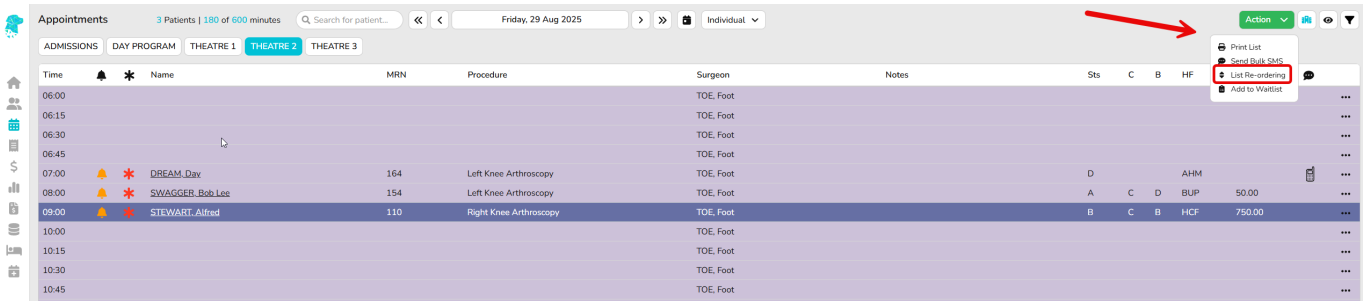 Appointments 3 Patients | 180 of 600 minutes Search for patient... Friday, 29 Aug 2025 Individual Action
ADMISSIONS DAY PROGRAM THEATRE 1 THEATRE 2 THEATRE 3
Print List
Send Bulk SMS
List Re-ordering
Add to Waitlist
Time Name MRN Procedure Surgeon Notes Sts C B HF
06:00 TOE, Foot
06:15 TOE, Foot
06:30 TOE, Foot
06:45 TOE, Foot
07:00 DREAM, Day 164 Left Knee Arthroscopy TOE, Foot D AHM
08:00 SWAGGER, Bob Lee 154 Left Knee Arthroscopy TOE, Foot A C D BUP 50.00
09:00 STEWART, Alfred 110 Right Knee Arthroscopy TOE, Foot B C B HCF 750.00
10:00 TOE, Foot
10:15 TOE, Foot
10:30 TOE, Foot
10:45 TOE, Foot